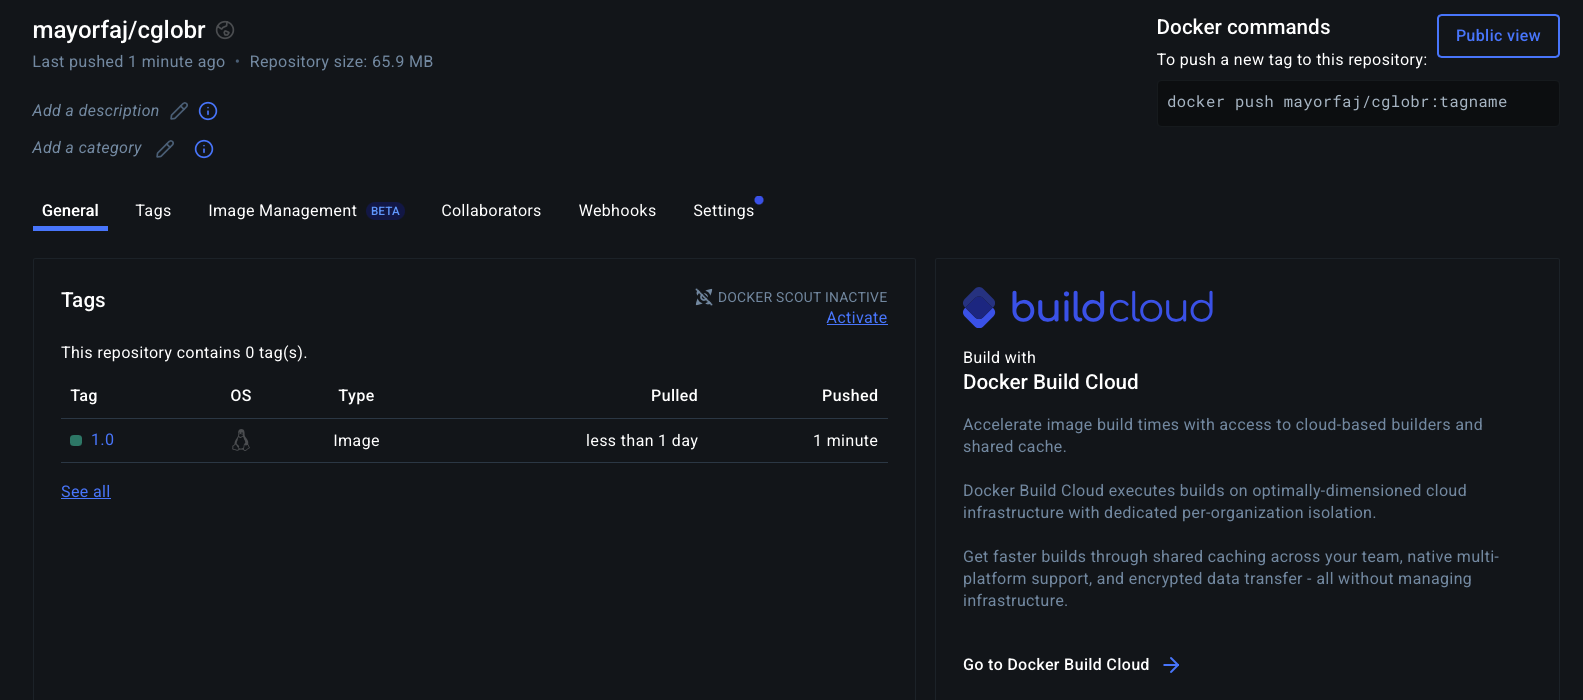 mayorfaj/cglobr
Last pushed 1 minute ago • Repository size: 65.9 MB
Add a description
Add a category
Docker commands
Public view
To push a new tag to this repository:
docker push mayorfaj/cglobr:tagname
General Tags Image Management BETA Collaborators Webhooks Settings
Tags
DOCKER SCOUT INACTIVE
Activate
This repository contains 0 tag(s).
Tag OS Type Pulled Pushed
1.0 Image less than 1 day 1 minute
See all
buildcloud
Build with
Docker Build Cloud
Accelerate image build times with access to cloud-based builders and
shared cache.
Docker Build Cloud executes builds on optimally-dimensioned cloud
infrastructure with dedicated per-organization isolation.
Get faster builds through shared caching across your team, native multi-
platform support, and encrypted data transfer - all without managing
infrastructure.
Go to Docker Build Cloud